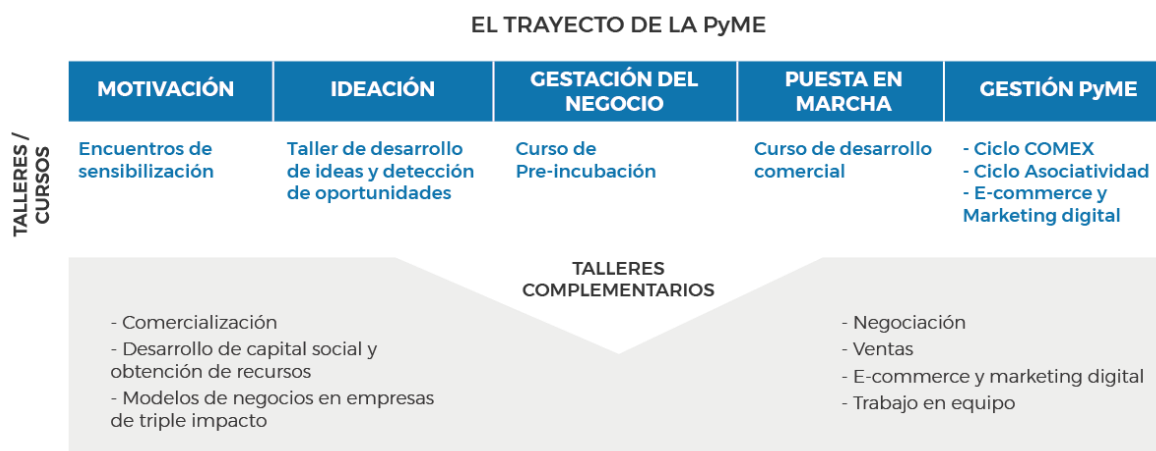 EL TRAYECTO DE LA PyME
MOTIVACIÓN
IDEACIÓN
GESTACIÓN DEL
NEGOCIO
PUESTA EN
MARCHA
GESTIÓN PyME
TALLERES /
CURSOS
Encuentros de
sensibilización
Taller de desarrollo
de ideas y detección
de oportunidades
Curso de
Pre-incubación
Curso de desarrollo
comercial
- Ciclo COMEX
- Ciclo Asociatividad
- E-commerce y
Marketing digital
TALLERES
COMPLEMENTARIOS
- Comercialización
- Desarrollo de capital social y
obtención de recursos
- Modelos de negocios en empresas
de triple impacto
- Negociación
- Ventas
- E-commerce y marketing digital
- Trabajo en equipo